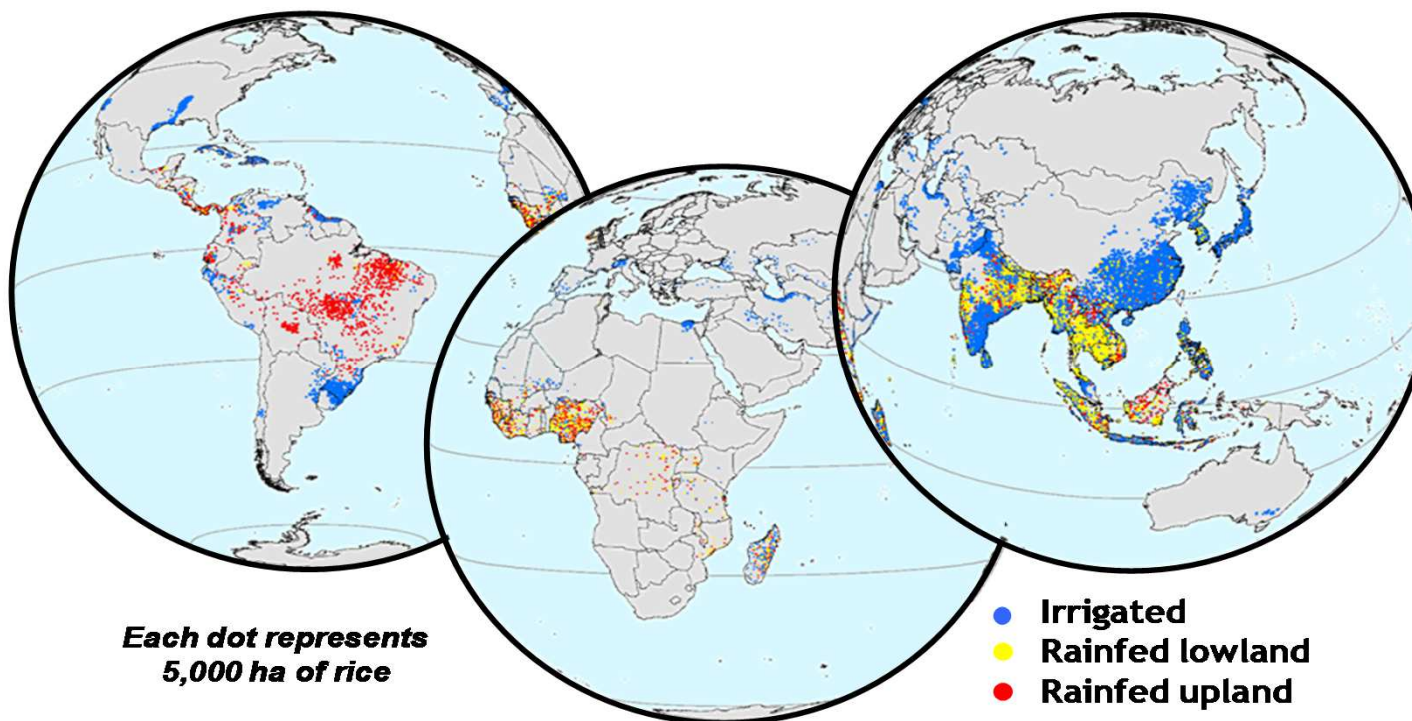 Each dot represents
5,000 ha of rice
Irrigated
Rainfed lowland
Rainfed upland